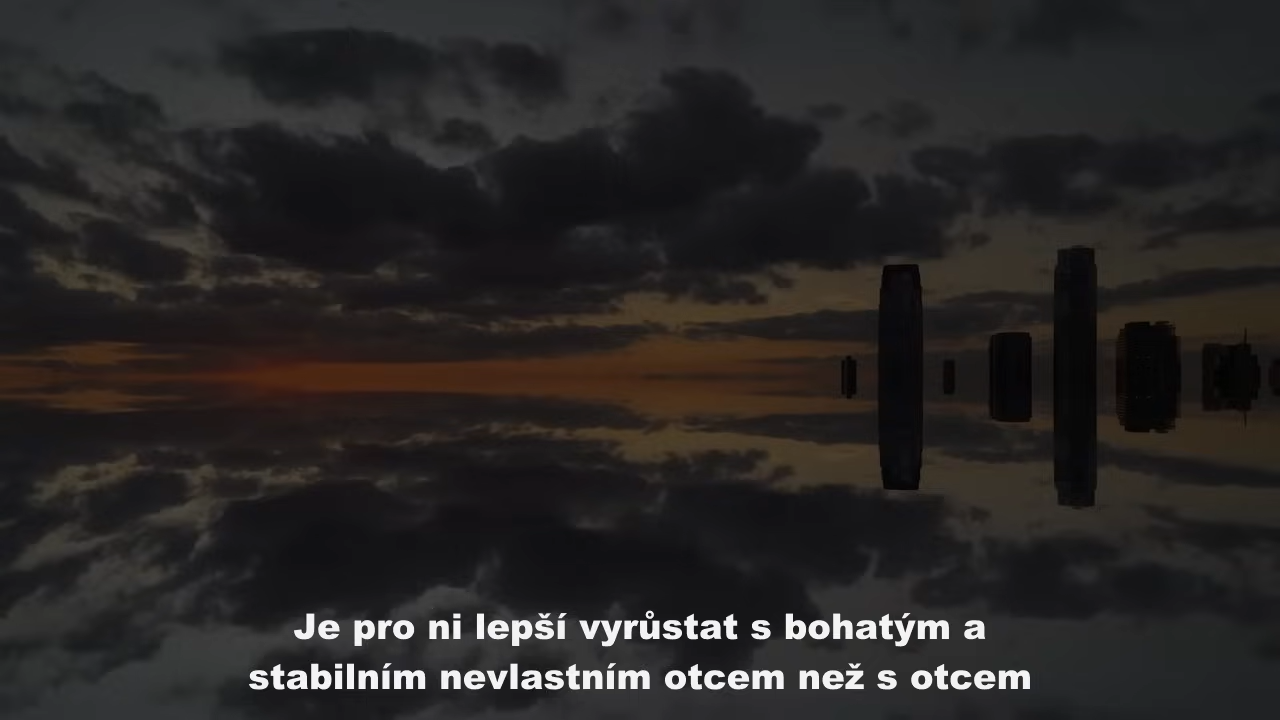 Je pro ni lepší vyrůstat s bohatým a
stabilním nevlastním otcem než s otcem